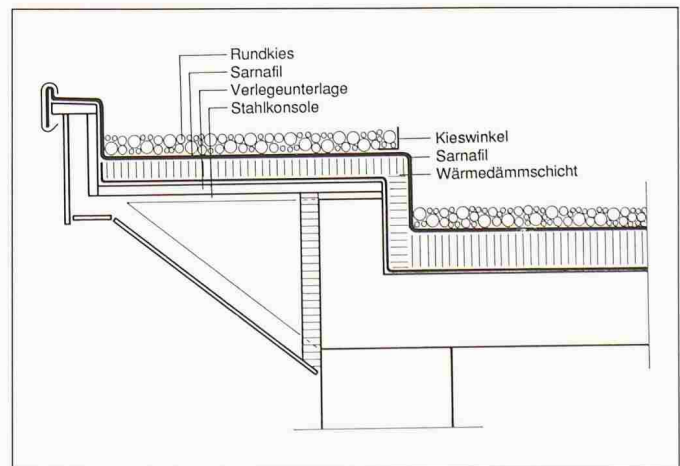 Rundkies
Sarnafil
Verlegeunterlage
Stahlkonsole
Kieswinkel
Sarnafil
Wärmedämmschicht